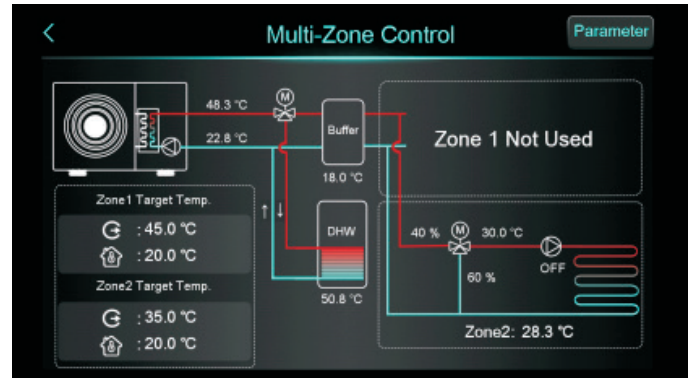 Multi-Zone Control
Parameter
48.3 °C
M
22.8 °C
Buffer
18.0 °C
Zone 1 Not Used
Zone1 Target Temp.
: 45.0 °C
: 20.0 °C
Zone2 Target Temp.
: 35.0 °C
: 20.0 °C
DHW
50.8 °C
40 %
M
30.0 °C
60 %
OFF
Zone2: 28.3 °C